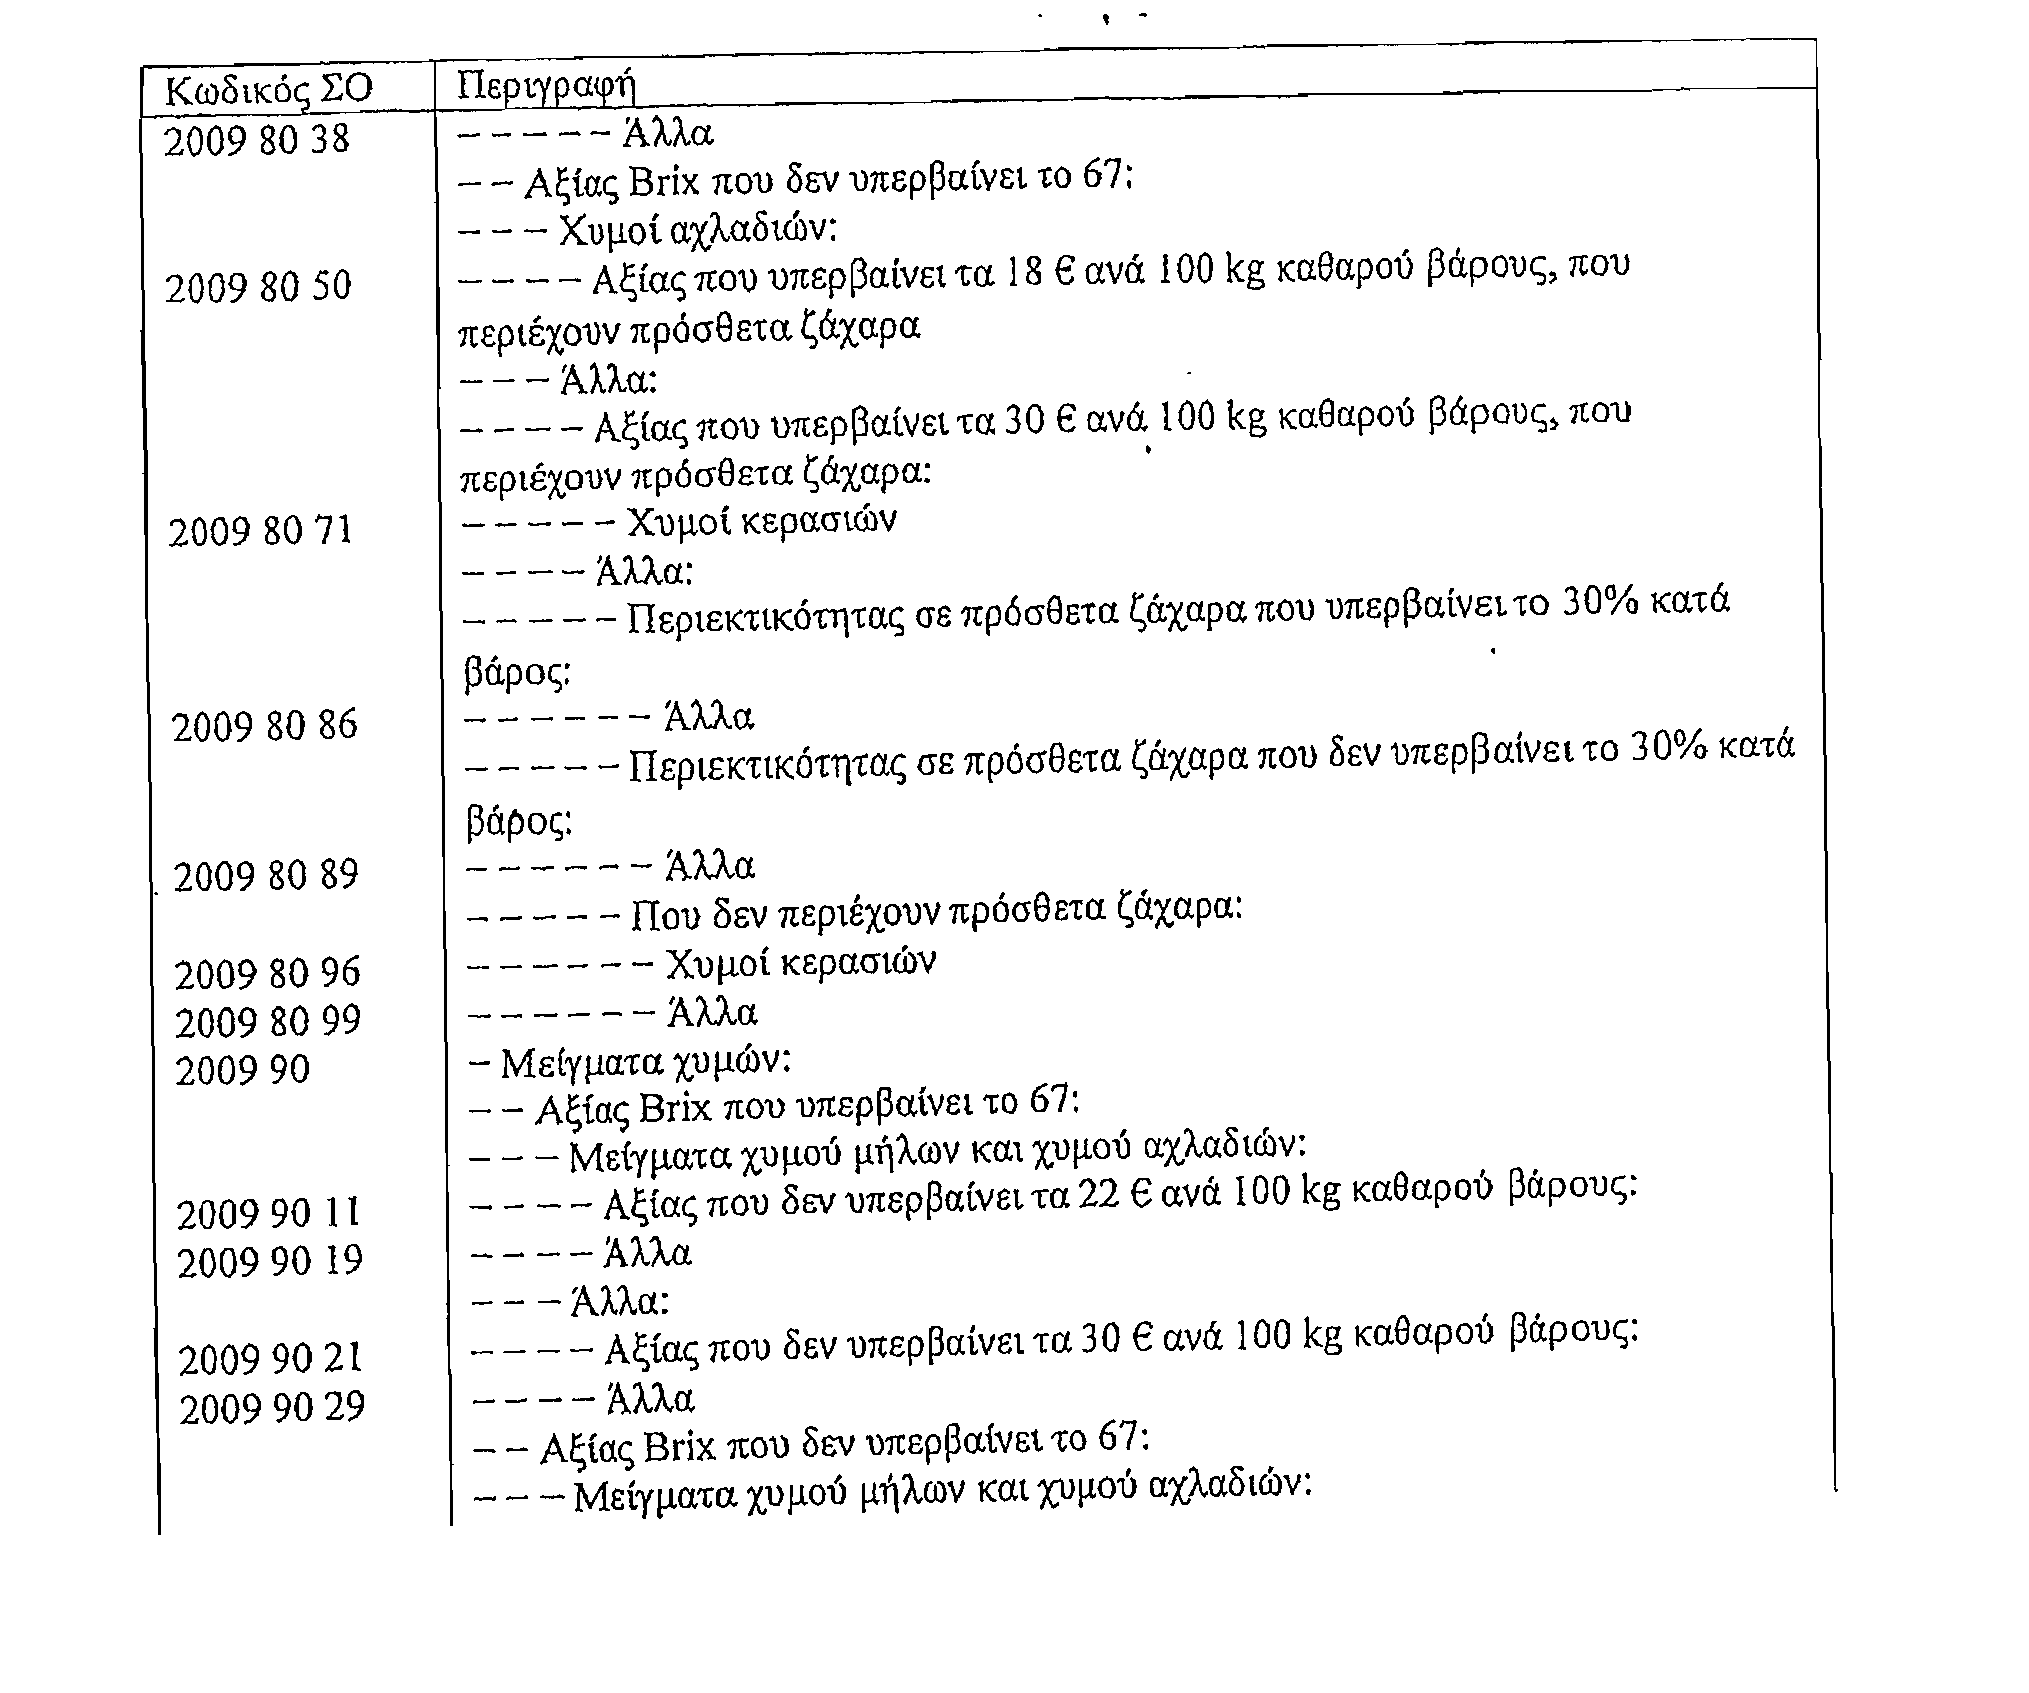 Κωδικός ΣΟ Περιγραφή
2009 80 38 – – – – – Άλλα
– – Αξίας Brix που δεν υπερβαίνει το 67:
– – – Χυμοί αχλαδιών:
2009 80 50 – – – – Αξίας που υπερβαίνει τα 18 € ανά 100 kg καθαρού βάρους, που
περιέχουν πρόσθετα ζάχαρα
– – – Άλλα:
– – – – Αξίας που υπερβαίνει τα 30 € ανά 100 kg καθαρού βάρους, που
περιέχουν πρόσθετα ζάχαρα:
2009 80 71 – – – – – Χυμοί κερασιών
– – – – Άλλα:
– – – – – Περιεκτικότητας σε πρόσθετα ζάχαρα που υπερβαίνει το 30% κατά
βάρος:
2009 80 86 – – – – – – Άλλα
– – – – – Περιεκτικότητας σε πρόσθετα ζάχαρα που δεν υπερβαίνει το 30% κατά
βάρος:
2009 80 89 – – – – – – Άλλα
– – – – – Που δεν περιέχουν πρόσθετα ζάχαρα:
2009 80 96 – – – – – – Χυμοί κερασιών
2009 80 99 – – – – – – Άλλα
2009 90 – Μείγματα χυμών:
– – Αξίας Brix που υπερβαίνει το 67:
– – – Μείγματα χυμού μήλων και χυμού αχλαδιών:
2009 90 11 – – – – Αξίας που δεν υπερβαίνει τα 22 € ανά 100 kg καθαρού βάρους:
2009 90 19 – – – – Άλλα
– – – Άλλα:
2009 90 21 – – – – Αξίας που δεν υπερβαίνει τα 30 € ανά 100 kg καθαρού βάρους:
2009 90 29 – – – – Άλλα
– – Αξίας Brix που δεν υπερβαίνει το 67:
– – – Μείγματα χυμού μήλων και χυμού αχλαδιών: